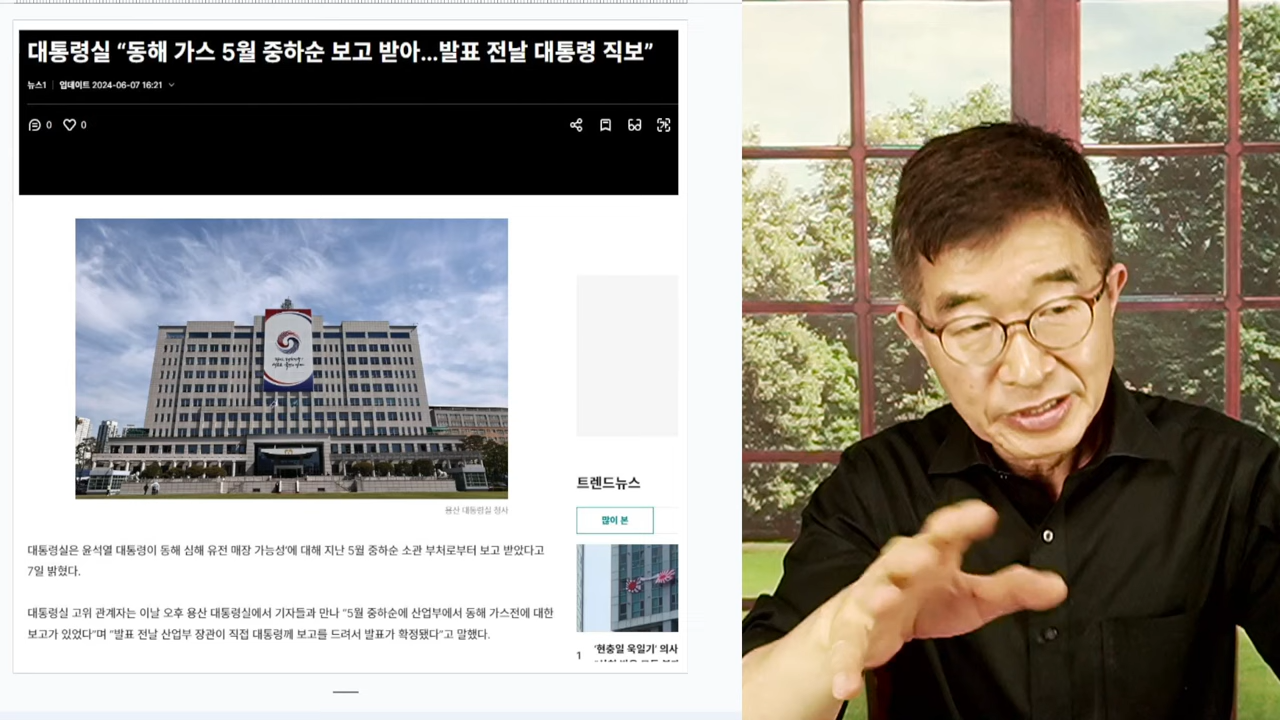 대통령실 “동해 가스 5월 중하순 보고 받아...발표 전날 대통령 직보”
뉴스1 업데이트 2024-06-07 16:21
0 0
용산 대통령실 청사
대통령실은 윤석열 대통령이 동해 심해 유전 매장 가능성'에 대해 지난 5월 중하순 소관 부처로부터 보고 받았다고
7일 밝혔다.
대통령실 고위 관계자는 이날 오후 용산 대통령실에서 기자들과 만나 “5월 중하순에 산업부에서 동해 가스전에 대한
보고가 있었다”며 “발표 전날 산업부 장관이 직접 대통령께 보고를 드려서 발표가 확정됐다”고 말했다.
트렌드뉴스
많이 본
1 '현충일 욱일기' 의사